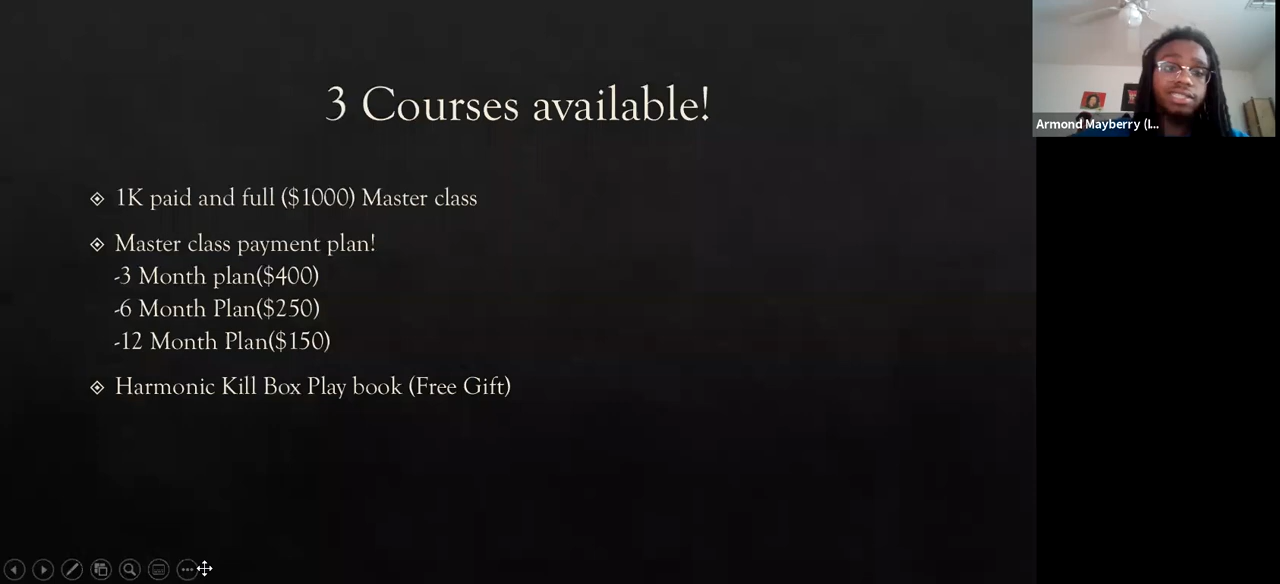 3 Courses available!
1K paid and full ($1000) Master class
Master class payment plan!
-3 Month plan($400)
-6 Month Plan($250)
-12 Month Plan($150)
Harmonic Kill Box Play book (Free Gift)
Armond Mayberry (I...